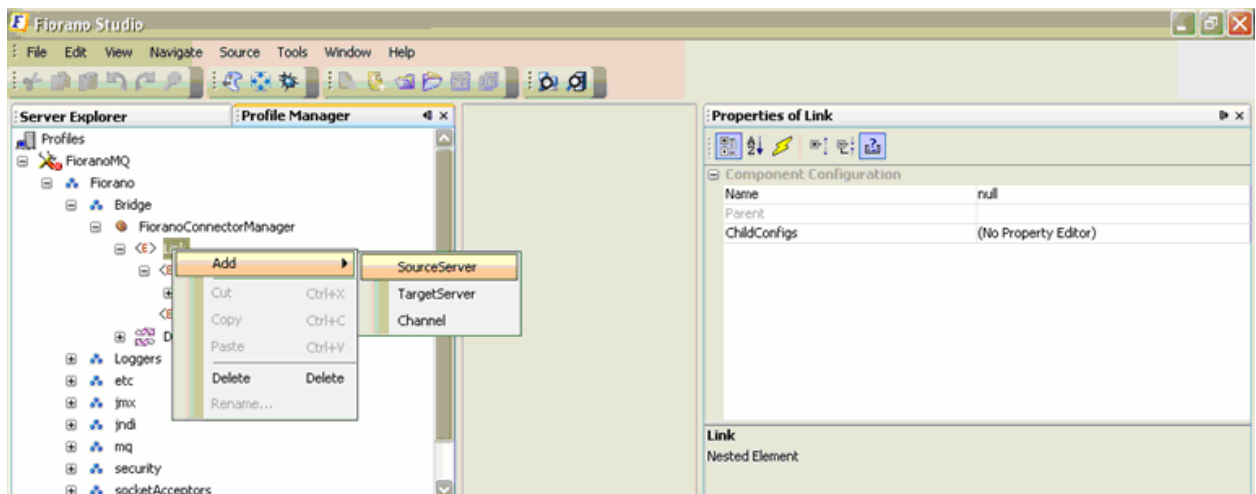 Fiorano Studio
File Edit View Navigate Source Tools Window Help
Server Explorer
Profile Manager
Profiles
FioranoMQ
Fiorano
Bridge
FioranoConnectorManager
<E> Link
<E
<E
D
Loggers
etc
jmx
jndi
mq
security
socketAcceptors
Add
Cut Ctrl+X
Copy Ctrl+C
Paste Ctrl+V
Delete Delete
Rename...
SourceServer
TargetServer
Channel
Properties of Link
Component Configuration
Name null
Parent
ChildConfigs (No Property Editor)
Link
Nested Element